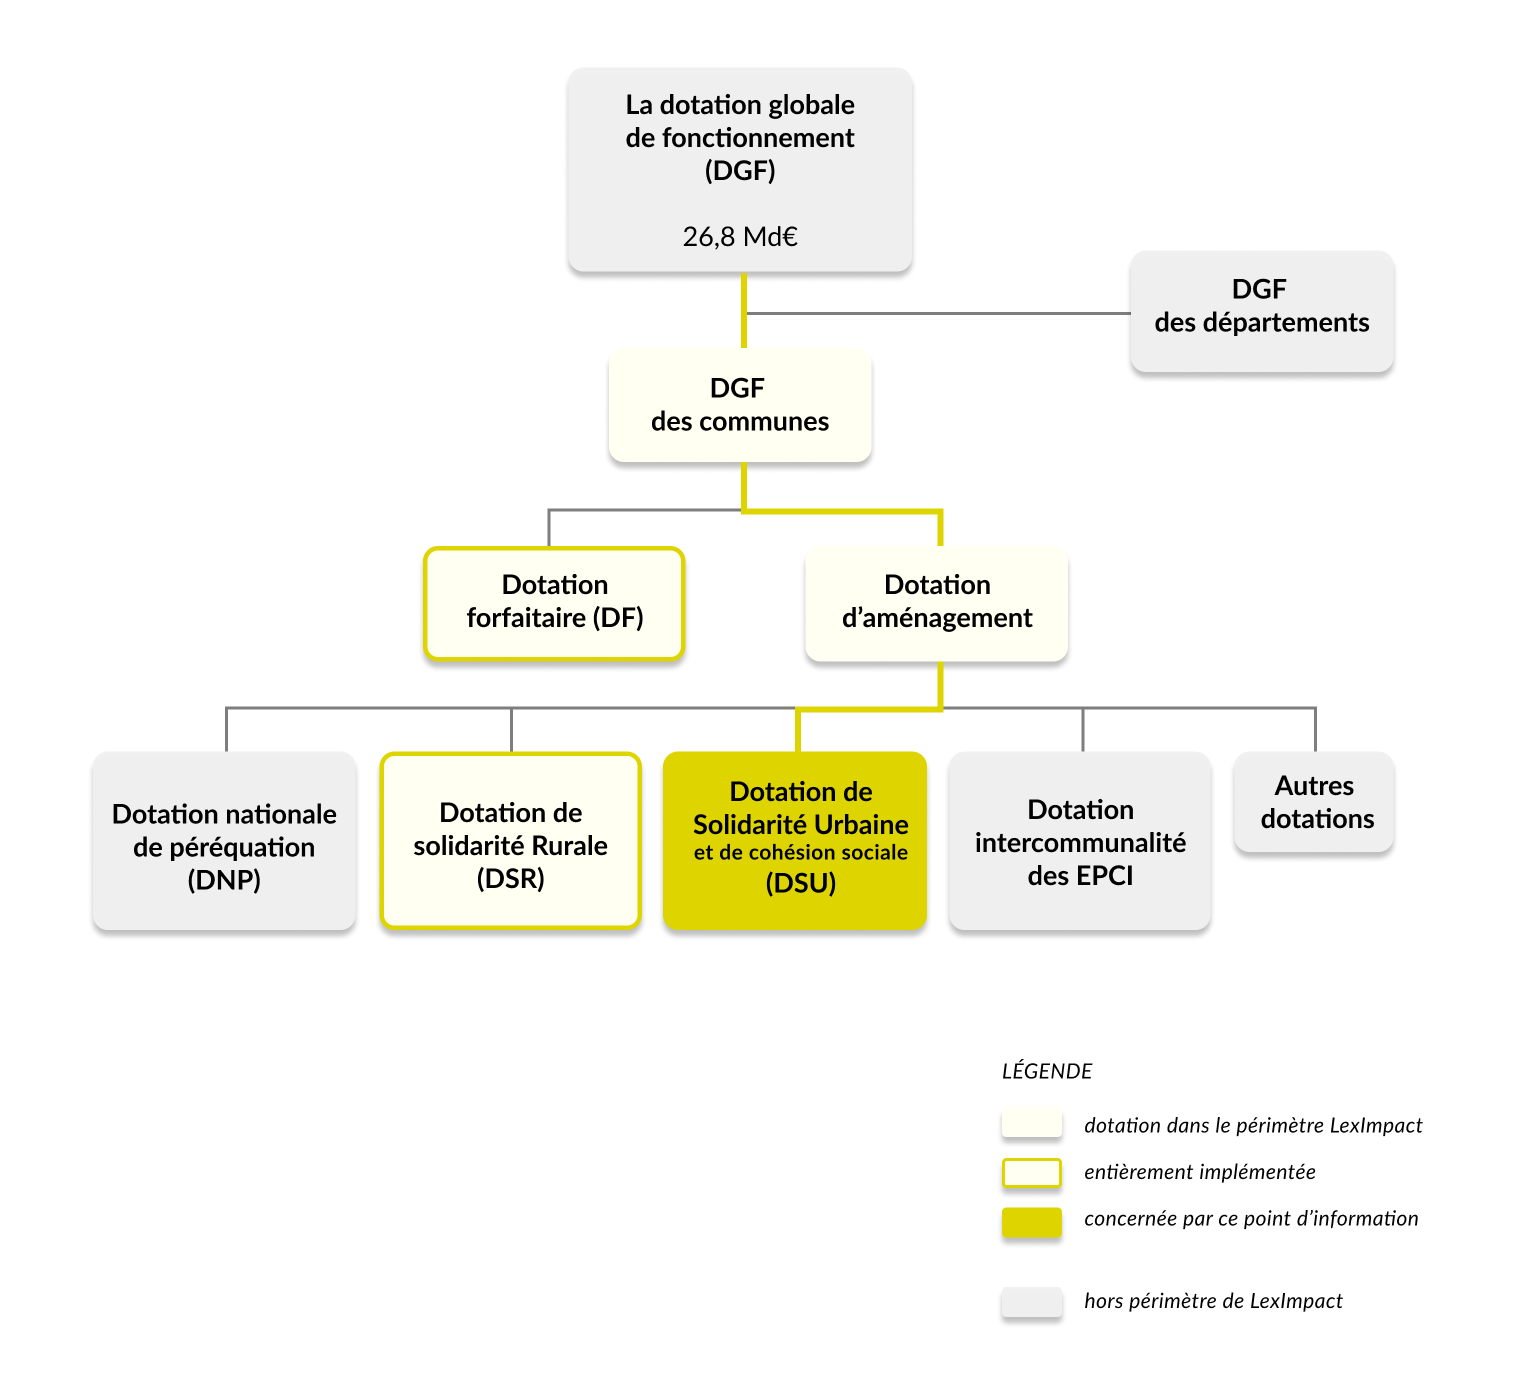 La dotation globale
de fonctionnement
(DGF)
26,8 Md€
DGF
des départements
DGF
des communes
Dotation
forfaitaire (DF)
Dotation
d’aménagement
Dotation nationale
de péréquation
(DNP)
Dotation de
solidarité Rurale
(DSR)
Dotation de
Solidarité Urbaine
et de cohésion sociale
(DSU)
Dotation
intercommunalité
des EPCI
Autres
dotations
LÉGENDE
dotation dans le périmètre LexImpact
entièrement implémentée
concernée par ce point d’information
hors périmètre de LexImpact